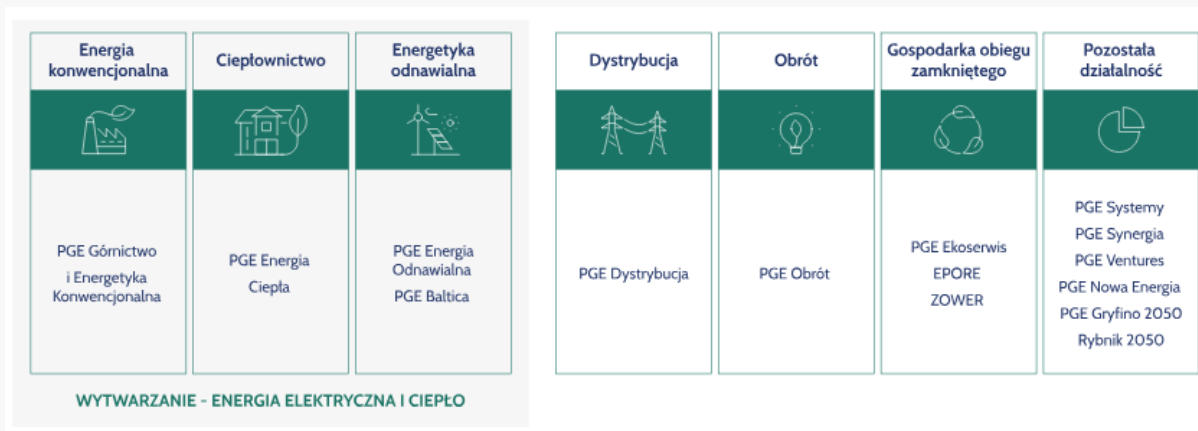 Energia
konwencjonalna
Ciepłownictwo
Energetyka
odnawialna
Dystrybucja
Obrót
Gospodarka obiegu
zamkniętego
Pozostała
działalność
PGE Górnictwo
i Energetyka
Konwencjonalna
PGE Energia
Ciepła
PGE Energia
Odnawialna
PGE Baltica
PGE Dystrybucja
PGE Obrót
PGE Ekoserwis
EPORE
ZOWER
PGE Systemy
PGE Synergia
PGE Ventures
PGE Nowa Energia
PGE Gryfino 2050
Rybnik 2050
WYTWARZANIE - ENERGIA ELEKTRYCZNA I CIEPŁO